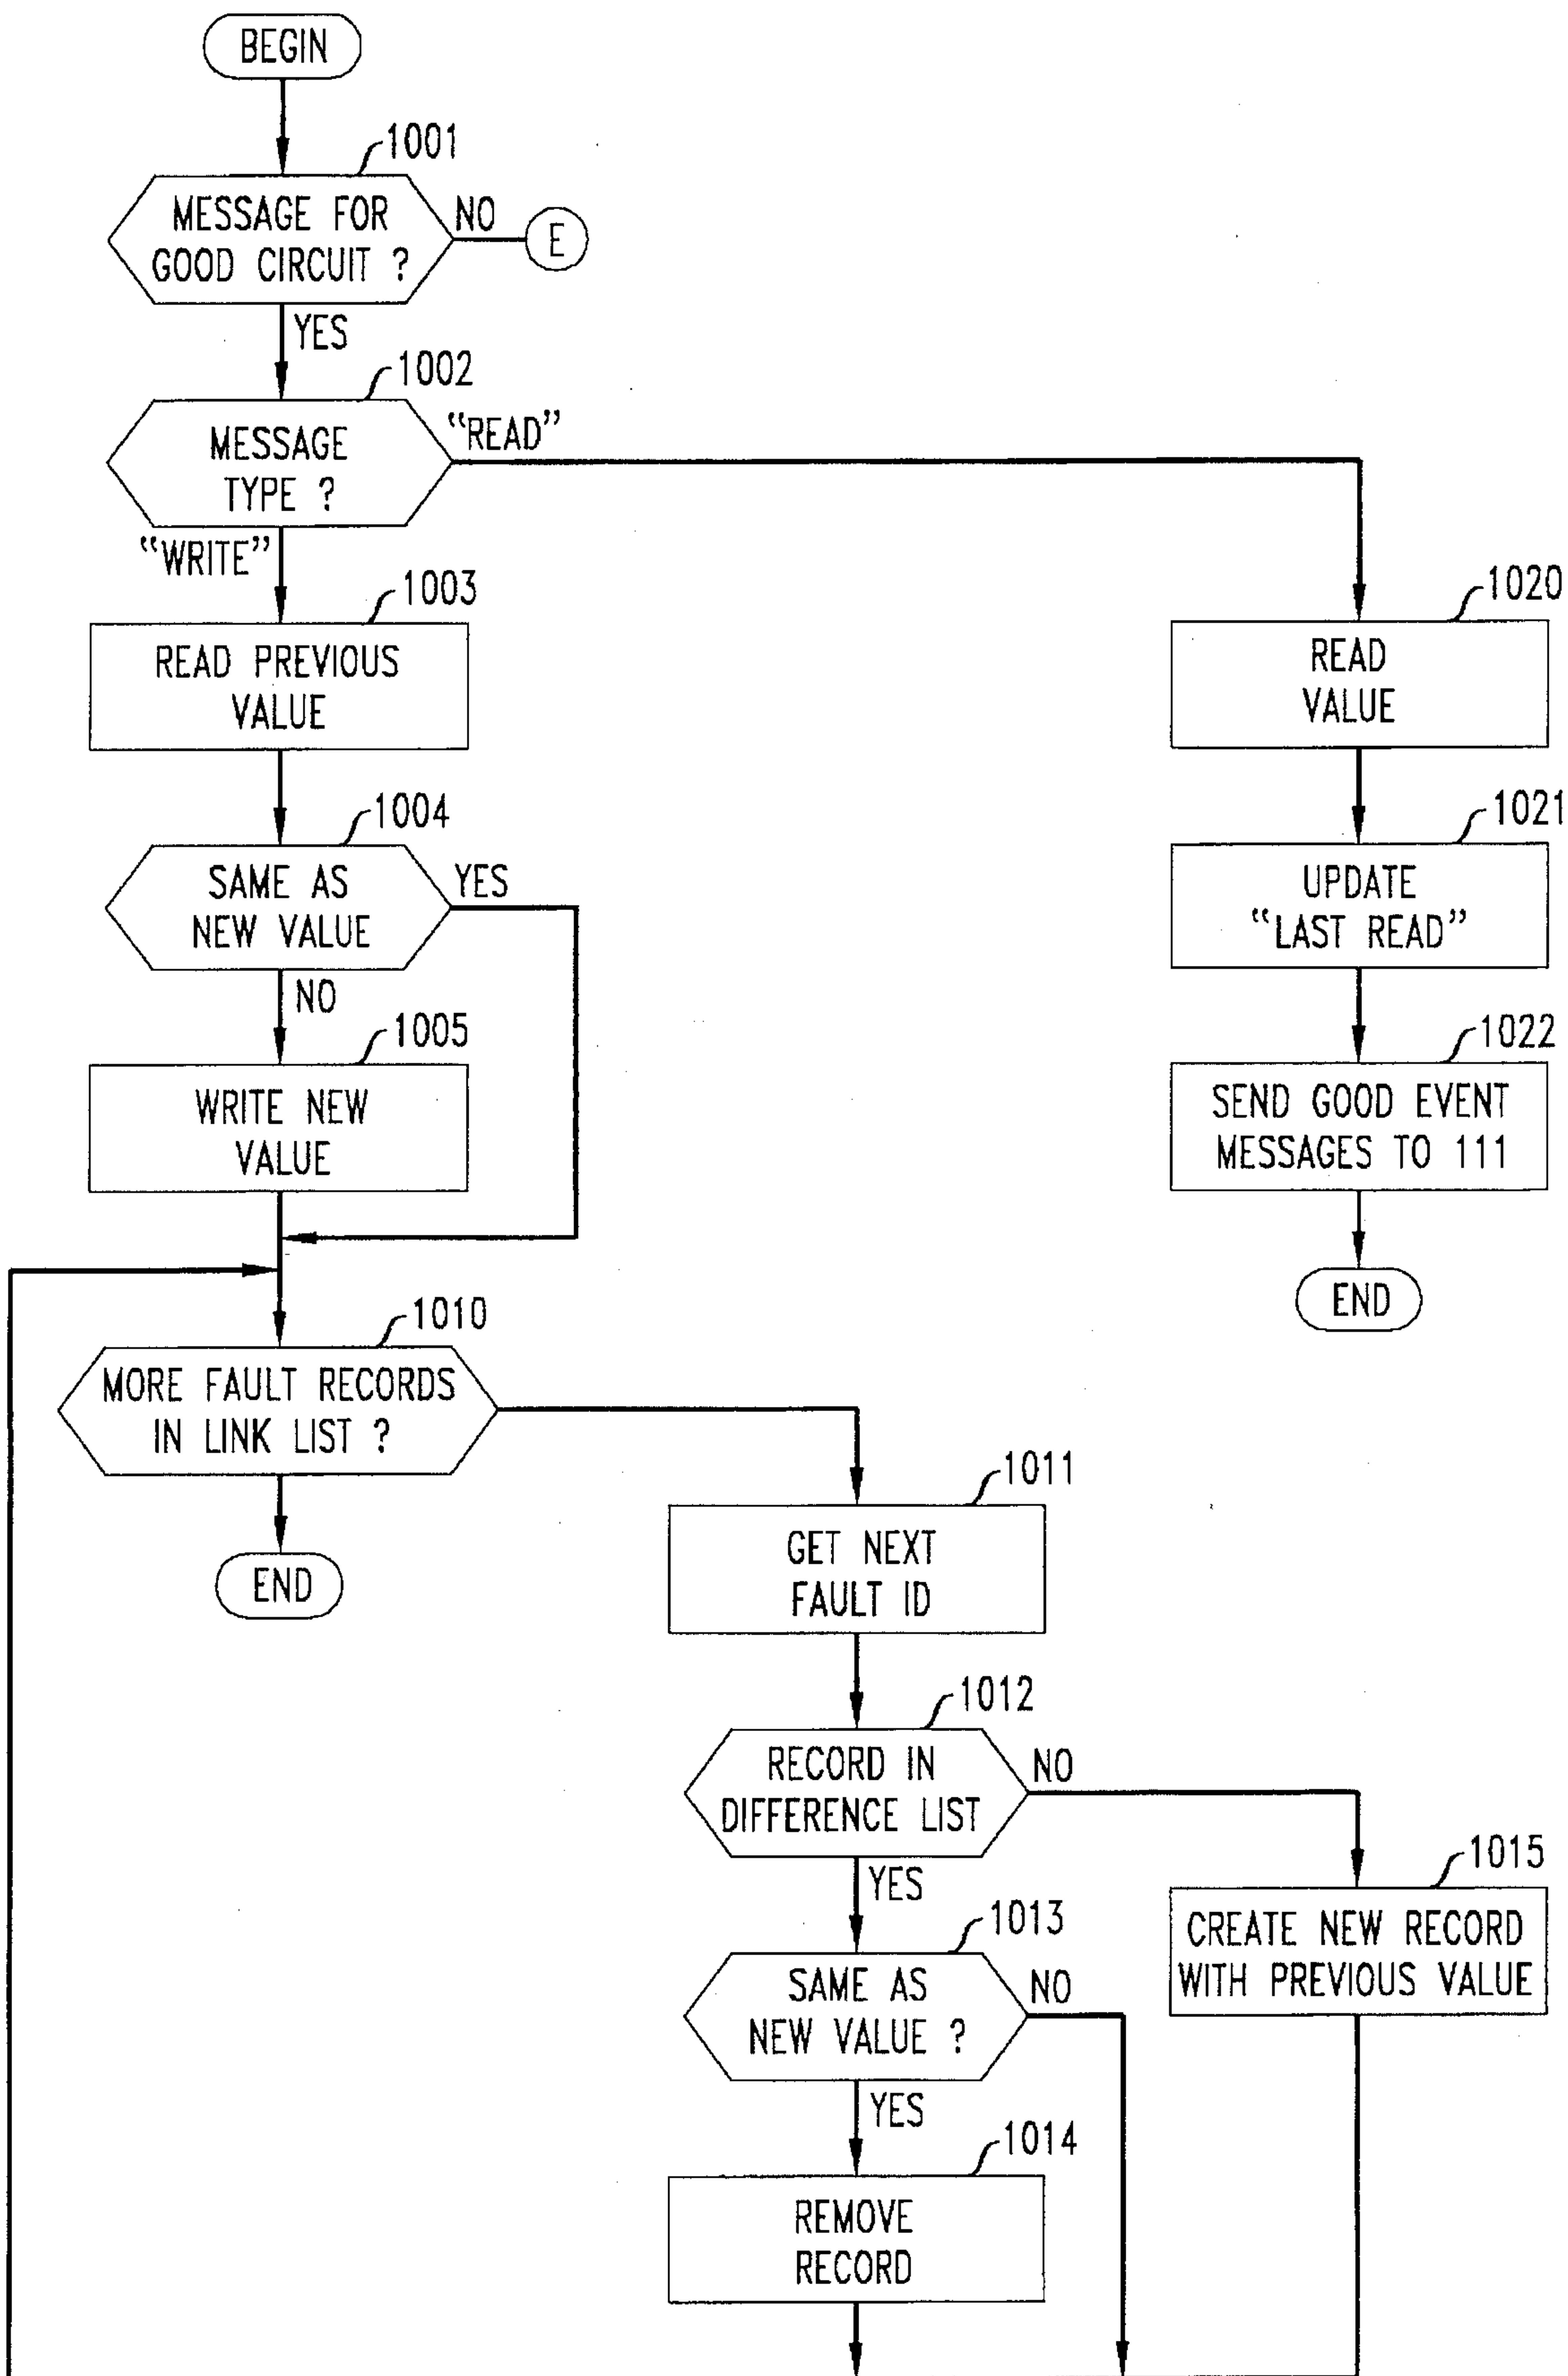 BEGIN
1001
MESSAGE FOR
GOOD CIRCUIT ?
NO
E
YES
1002
MESSAGE
TYPE ?
“READ”
“WRITE”
1003
READ PREVIOUS
VALUE
1020
READ
VALUE
1004
SAME AS
NEW VALUE
YES
NO
1021
UPDATE
“LAST READ”
1005
WRITE NEW
VALUE
1022
SEND GOOD EVENT
MESSAGES TO 111
END
1010
MORE FAULT RECORDS
IN LINK LIST ?
END
1011
GET NEXT
FAULT ID
1012
RECORD IN
DIFFERENCE LIST
NO
YES
1015
CREATE NEW RECORD
WITH PREVIOUS VALUE
1013
SAME AS
NEW VALUE ?
NO
YES
1014
REMOVE
RECORD